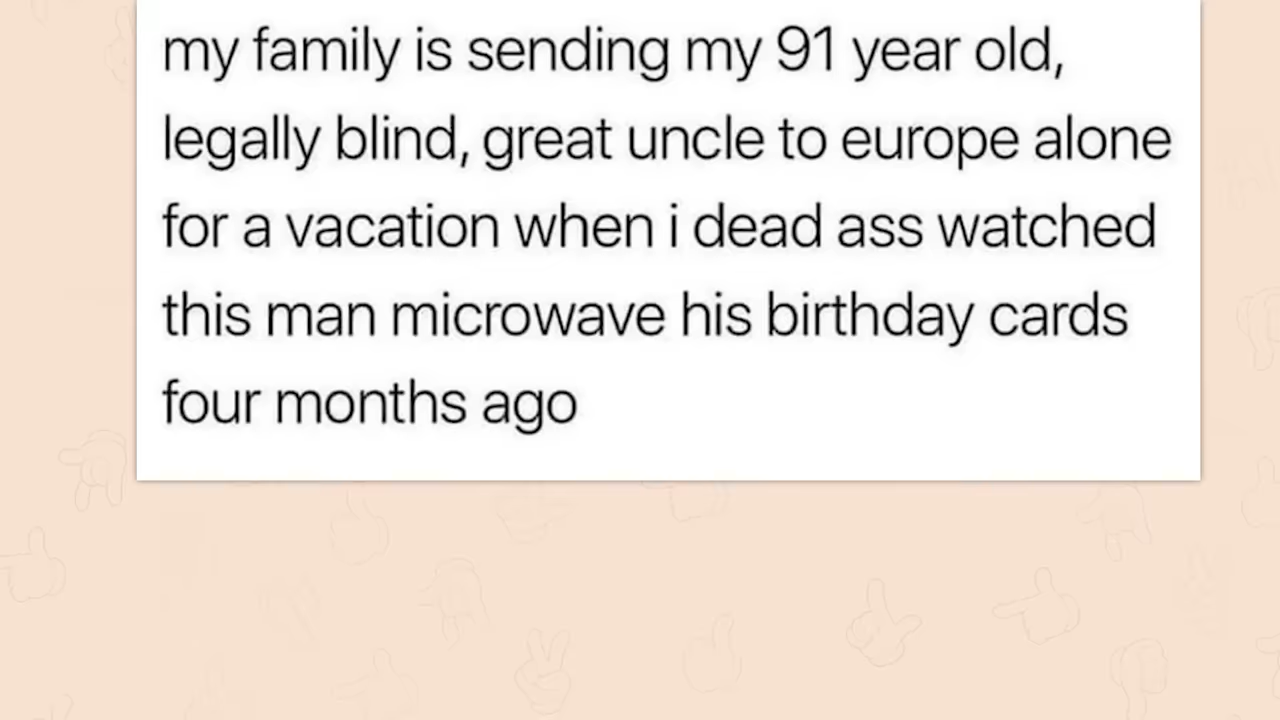 my family is sending my 91 year old,
legally blind, great uncle to europe alone
for a vacation when i dead ass watched
this man microwave his birthday cards
four months ago